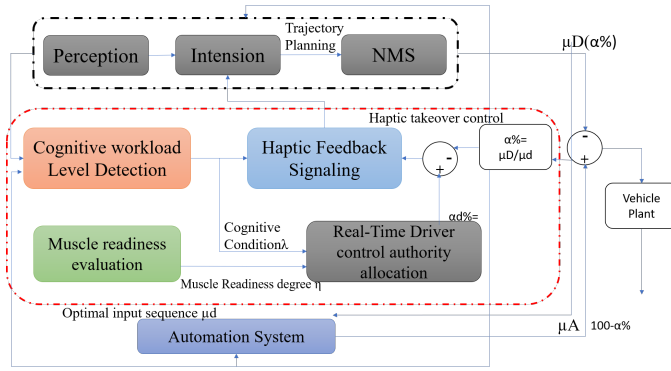 Trajectory
Planning
Perception
Intension
NMS
μD(α%)
Haptic takeover control
Cognitive workload
Level Detection
Haptic Feedback
Signaling
-
+
α%=
μD/μd
-
+
Vehicle
Plant
Cognitive
Conditionλ
αd%=
Muscle readiness
evaluation
Real-Time Driver
control authority
allocation
Muscle Readiness degree η
Optimal input sequence μd
Automation System
μA
100-α%